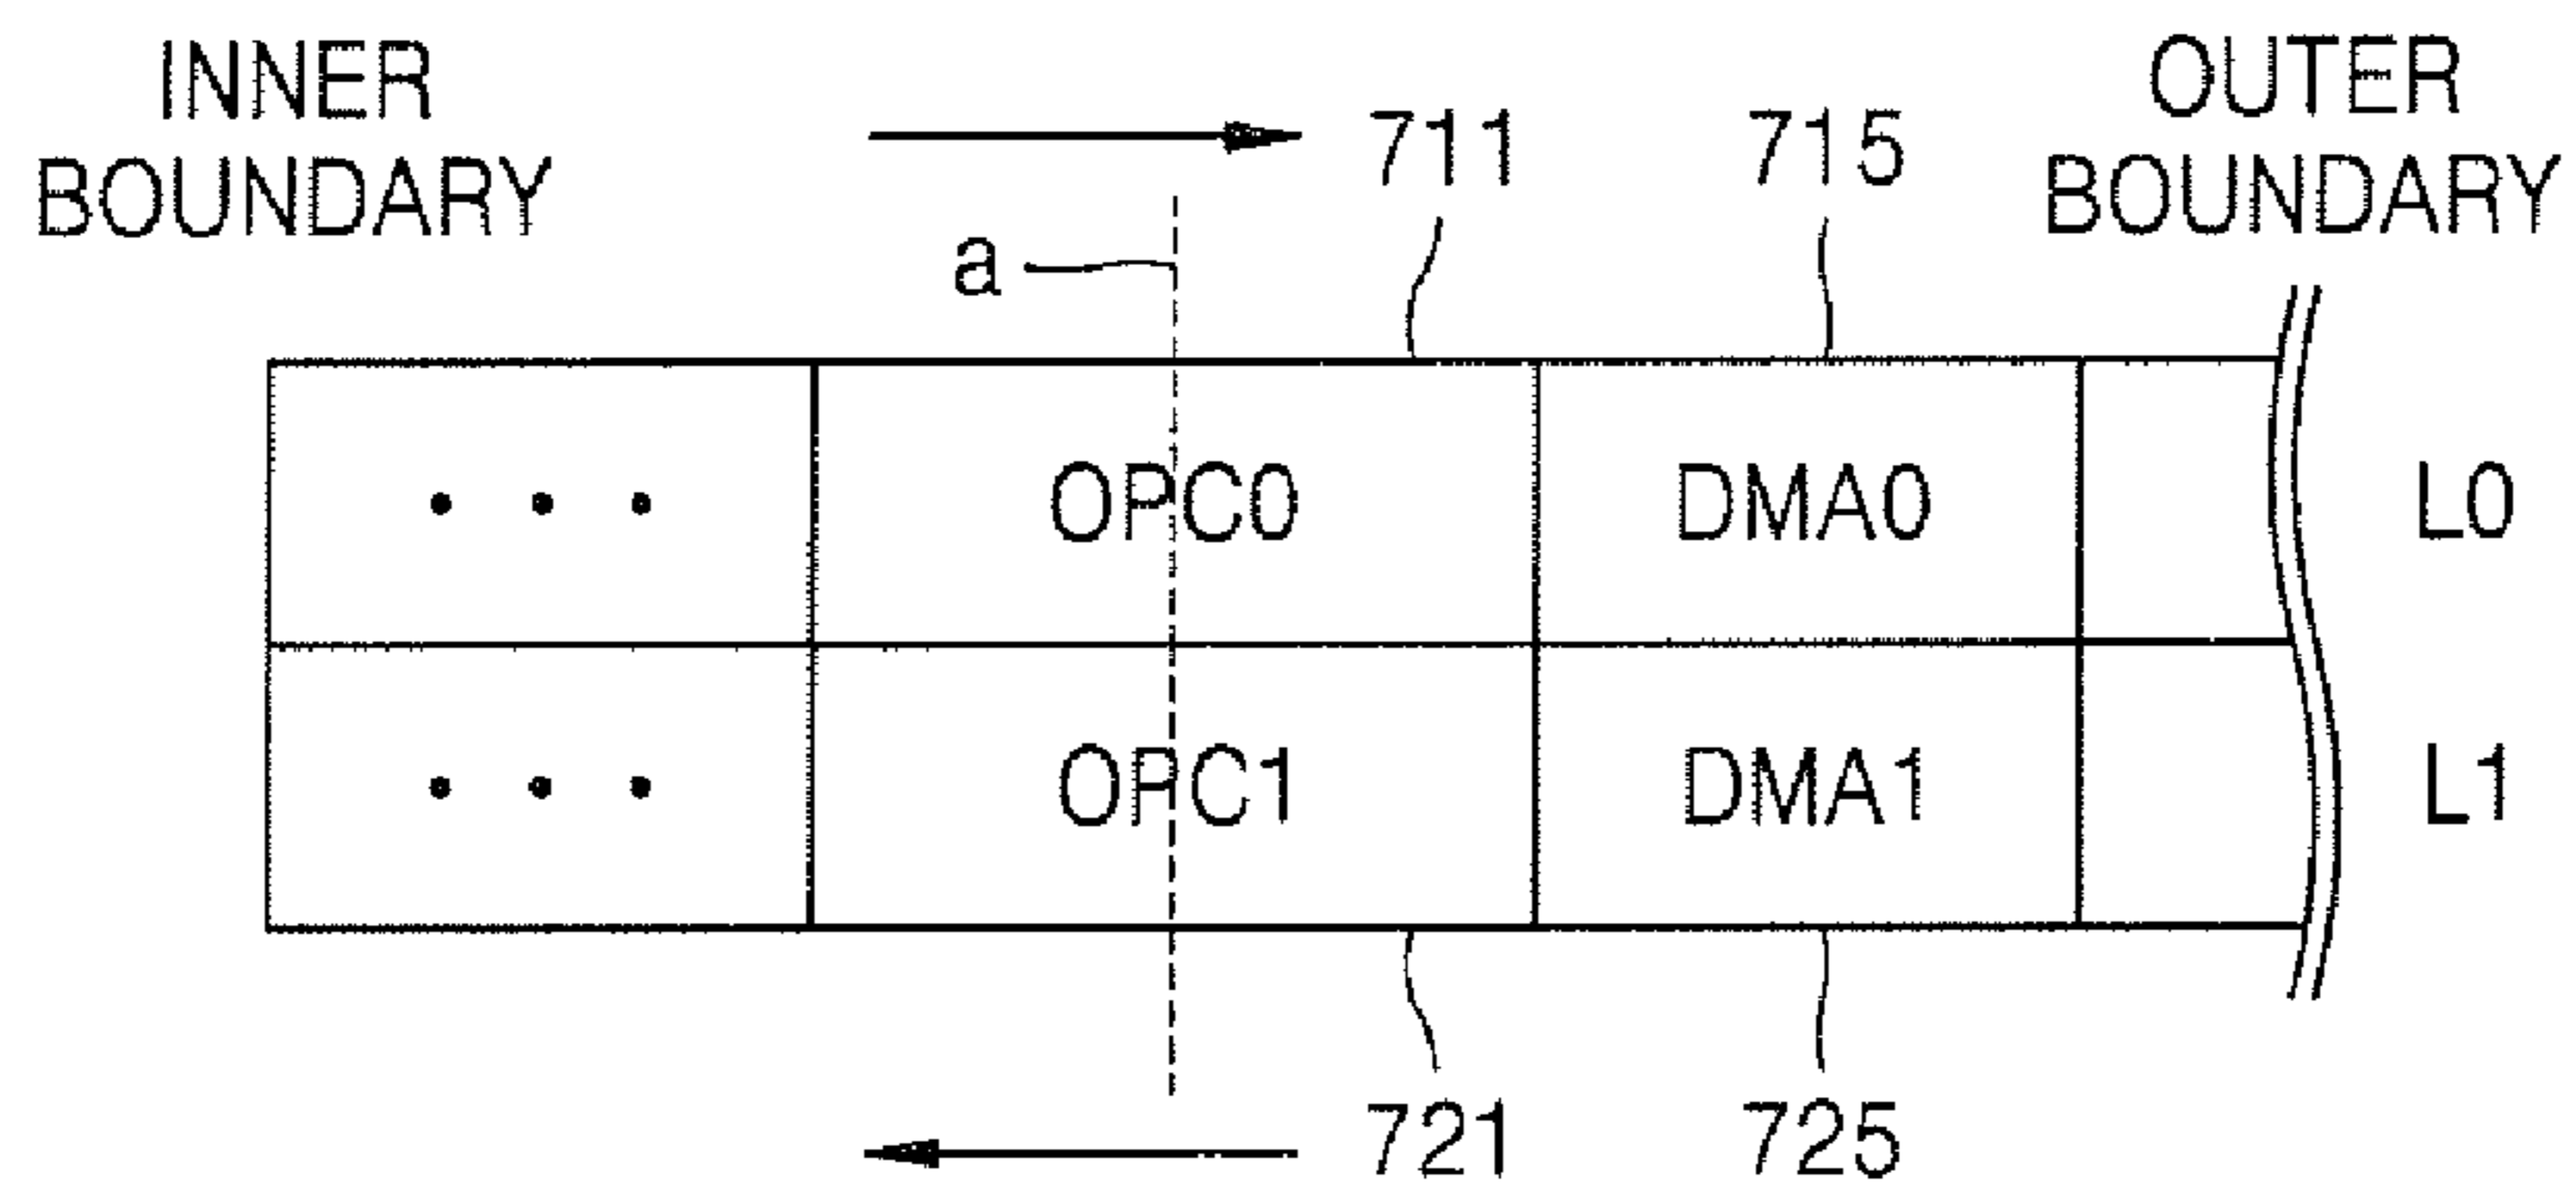 INNER BOUNDARY
OUTER BOUNDARY
711
715
a
OPC0
DMA0
L0
OPC1
DMA1
L1
721
725